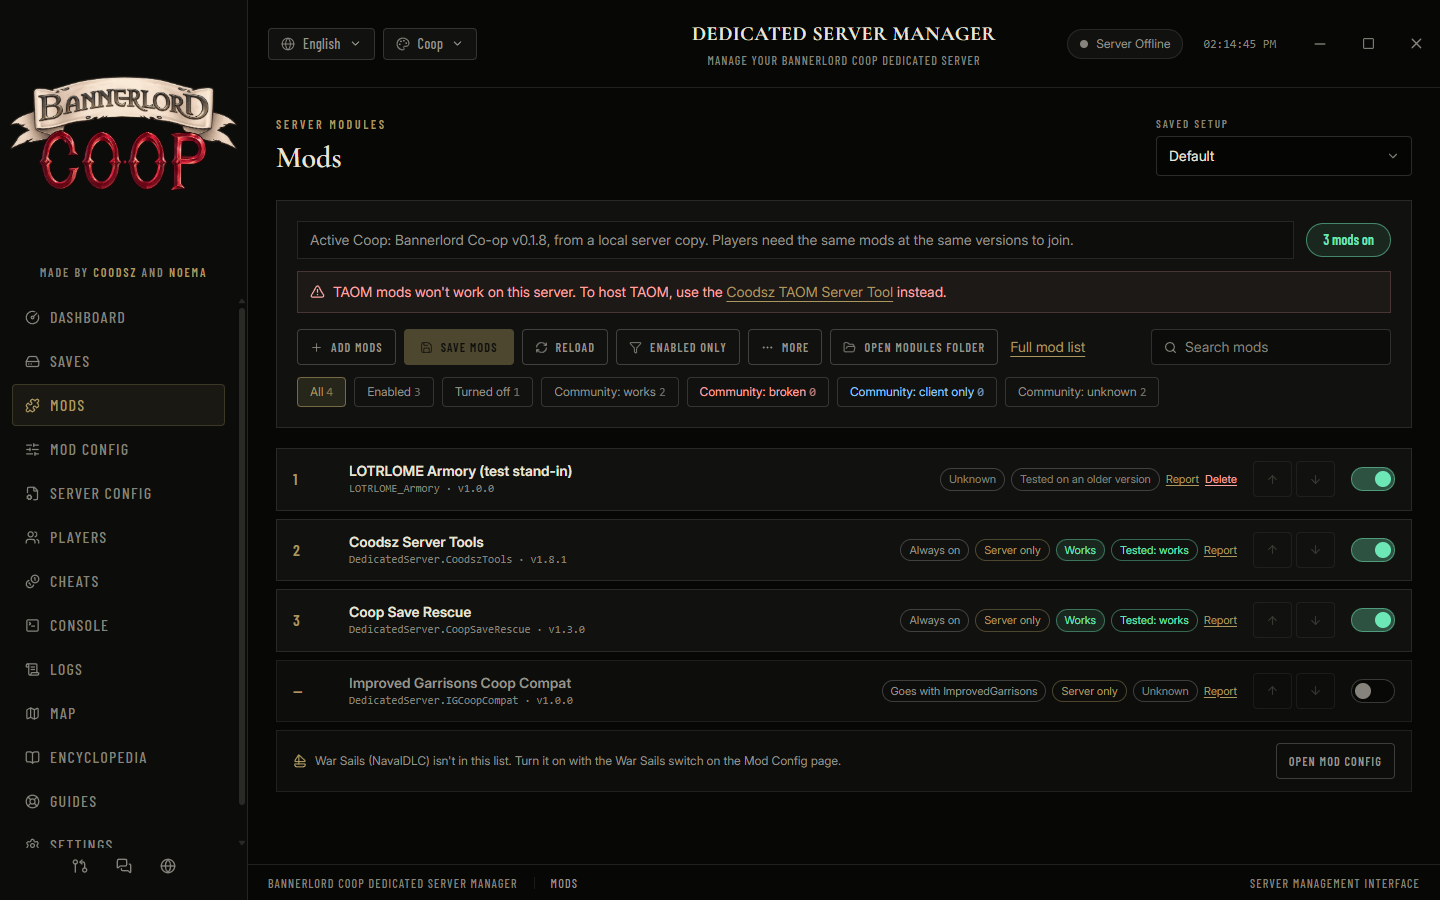 English
Coop
DEDICATED SERVER MANAGER
MANAGE YOUR BANNERLORD COOP DEDICATED SERVER
Server Offline
02:14:45 PM
BANNERLORD
COOP
MADE BY COODSZ AND NOEMA
DASHBOARD
SAVES
MODS
MOD CONFIG
SERVER CONFIG
PLAYERS
CHEATS
CONSOLE
LOGS
MAP
ENCYCLOPEDIA
GUIDES
SETTINGS
SERVER MODULES
Mods
SAVED SETUP
Default
Active Coop: Bannerlord Co-op v0.1.8, from a local server copy. Players need the same mods at the same versions to join.
3 mods on
TAOM mods won't work on this server. To host TAOM, use the Coodsz TAOM Server Tool instead.
ADD MODS
SAVE MODS
RELOAD
ENABLED ONLY
MORE
OPEN MODULES FOLDER
Full mod list
Search mods
All 4
Enabled 3
Turned off 1
Community: works 2
Community: broken 0
Community: client only 0
Community: unknown 2
1
LOTRLOME Armory (test stand-in)
LOTRLOME_Armory · v1.0.0
Unknown
Tested on an older version
Report
Delete
2
Coodsz Server Tools
DedicatedServer.CoodszTools · v1.8.1
Always on
Server only
Works
Tested: works
Report
3
Coop Save Rescue
DedicatedServer.CoopSaveRescue · v1.3.0
Always on
Server only
Works
Tested: works
Report
–
Improved Garrisons Coop Compat
DedicatedServer.IGCoopCompat · v1.0.0
Goes with ImprovedGarrisons
Server only
Unknown
Report
War Sails (NavalDLC) isn't in this list. Turn it on with the War Sails switch on the Mod Config page.
OPEN MOD CONFIG
BANNERLORD COOP DEDICATED SERVER MANAGER
MODS
SERVER MANAGEMENT INTERFACE